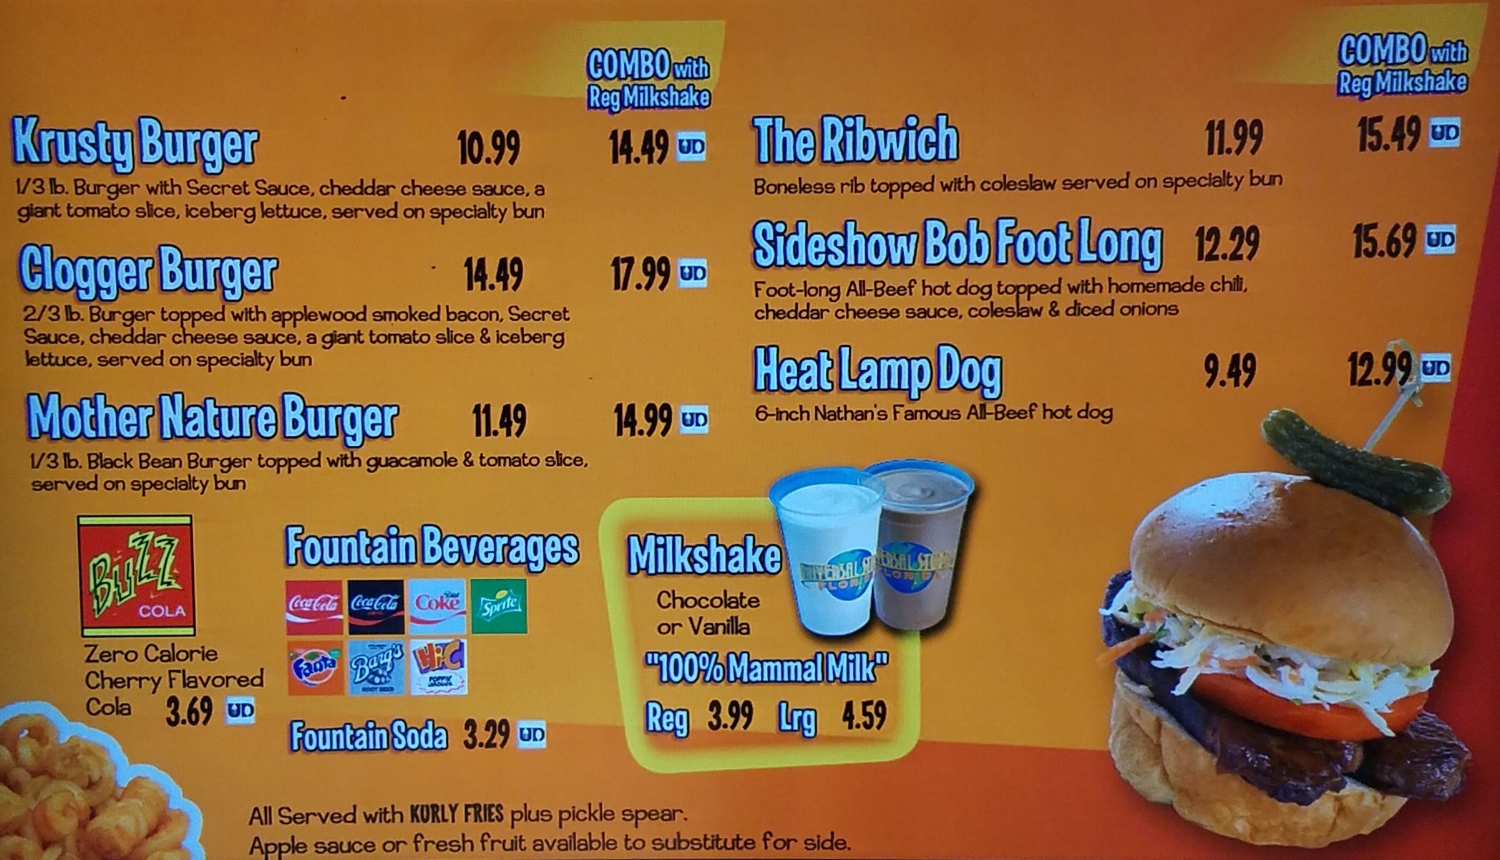 COMBO with
Reg Milkshake
Krusty Burger 10.99 14.49 UD
1/3 lb. Burger with Secret Sauce, cheddar cheese sauce, a
giant tomato slice, iceberg lettuce, served on specialty bun
Clogger Burger 14.49 17.99 UD
2/3 lb. Burger topped with applewood smoked bacon, Secret
Sauce, cheddar cheese sauce, a giant tomato slice & iceberg
lettuce, served on specialty bun
Mother Nature Burger 11.49 14.99 UD
1/3 lb. Black Bean Burger topped with guacamole & tomato slice,
served on specialty bun
COMBO with
Reg Milkshake
The Ribwich 11.99 15.49 UD
Boneless rib topped with coleslaw served on specialty bun
Sideshow Bob Foot Long 12.29 15.69 UD
Foot-long All-Beef hot dog topped with homemade chili,
cheddar cheese sauce, coleslaw & diced onions
Heat Lamp Dog 9.49 12.99 UD
6-inch Nathan's Famous All-Beef hot dog
BUZZ
COLA
Zero Calorie
Cherry Flavored
Cola 3.69 UD
Fountain Beverages
Coca-Cola Coca-Cola Diet Coke Sprite
Fanta Barq's ROOT BEER Hi-C
Fountain Soda 3.29 UD
Milkshake
Chocolate
or Vanilla
"100% Mammal Milk"
Reg 3.99 Lrg 4.59
UNIVERSAL STUDIOS
FLORIDA
All Served with KURLY FRIES plus pickle spear.
Apple sauce or fresh fruit available to substitute for side.